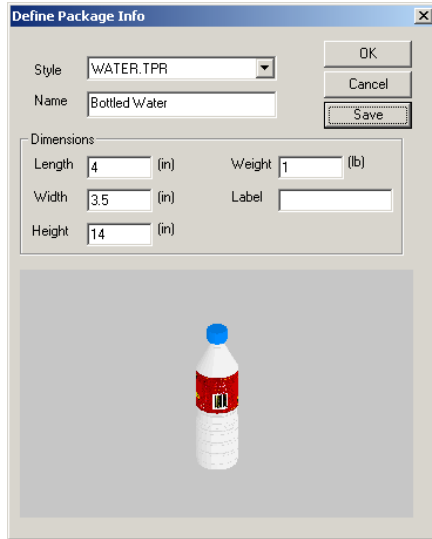 Define Package Info
OK
Style WATER.TPR
Cancel
Name Bottled Water
Save
Dimensions
Length 4 (in) Weight 1 (lb)
Width 3.5 (in) Label
Height 14 (in)